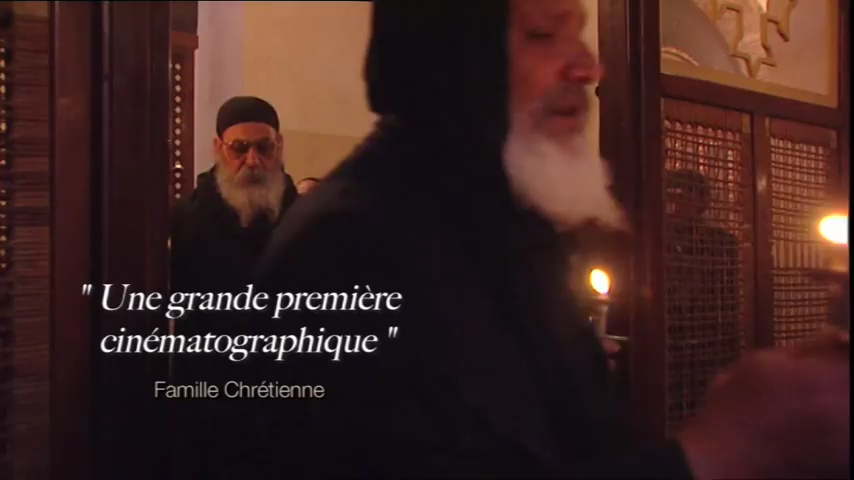 " Une grande première
cinématographique "
Famille Chrétienne